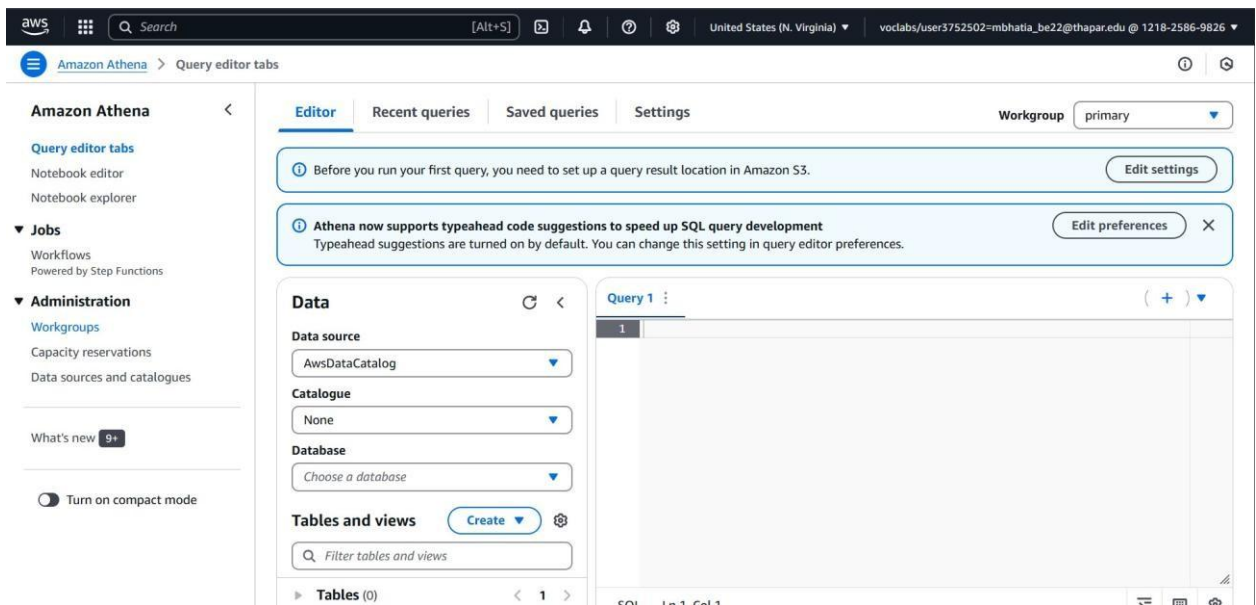 aws
Search [Alt+S]
United States (N. Virginia)
voclabs/user3752502=mbhatia_be22@thapar.edu @ 1218-2586-9826
Amazon Athena > Query editor tabs
Amazon Athena
Query editor tabs
Notebook editor
Notebook explorer
Jobs
Workflows
Powered by Step Functions
Administration
Workgroups
Capacity reservations
Data sources and catalogues
What's new 9+
Turn on compact mode
Editor Recent queries Saved queries Settings
Workgroup primary
Before you run your first query, you need to set up a query result location in Amazon S3.
Edit settings
Athena now supports typeahead code suggestions to speed up SQL query development
Typeahead suggestions are turned on by default. You can change this setting in query editor preferences.
Edit preferences
Data
Data source
AwsDataCatalog
Catalogue
None
Database
Choose a database
Tables and views Create
Filter tables and views
Tables (0) < 1 >
Query 1
1
SQL Ln 1, Col 1